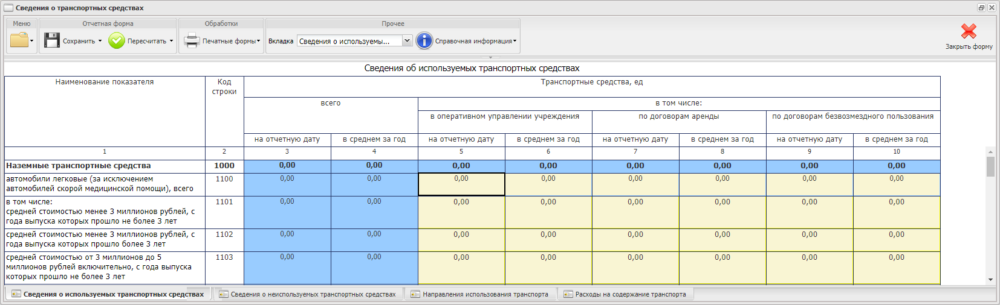 Сведения о транспортных средствах
Меню
Отчетная форма
Обработки
Прочее
Сохранить
Пересчитать
Печатные формы
Вкладка
Сведения о используемы...
Справочная информация
Закрыть форму
Сведения об используемых транспортных средствах
Наименование показателя
Код
строки
Транспортные средства, ед
всего
в том числе:
в оперативном управлении учреждения
по договорам аренды
по договорам безвозмездного пользования
на отчетную дату в среднем за год на отчетную дату в среднем за год на отчетную дату в среднем за год на отчетную дату в среднем за год
1 2 3 4 5 6 7 8 9 10
Наземные транспортные средства 1000 0,00 0,00 0,00 0,00 0,00 0,00 0,00 0,00
автомобили легковые (за исключением 1100 0,00 0,00 0,00 0,00 0,00 0,00 0,00 0,00
автомобилей скорой медицинской помощи), всего
в том числе: 1101 0,00 0,00 0,00 0,00 0,00 0,00 0,00 0,00
средней стоимостью менее 3 миллионов рублей, с
года выпуска которых прошло не более 3 лет
средней стоимостью менее 3 миллионов рублей, с 1102 0,00 0,00 0,00 0,00 0,00 0,00 0,00 0,00
года выпуска которых прошло более 3 лет
средней стоимостью от 3 миллионов до 5 1103 0,00 0,00 0,00 0,00 0,00 0,00 0,00 0,00
миллионов рублей включительно, с года выпуска
которых прошло не более 3 лет
Сведения о используемых транспортных средствах
Сведения о неиспользуемых транспортных средствах
Направления использования транспорта
Расходы на содержание транспорта